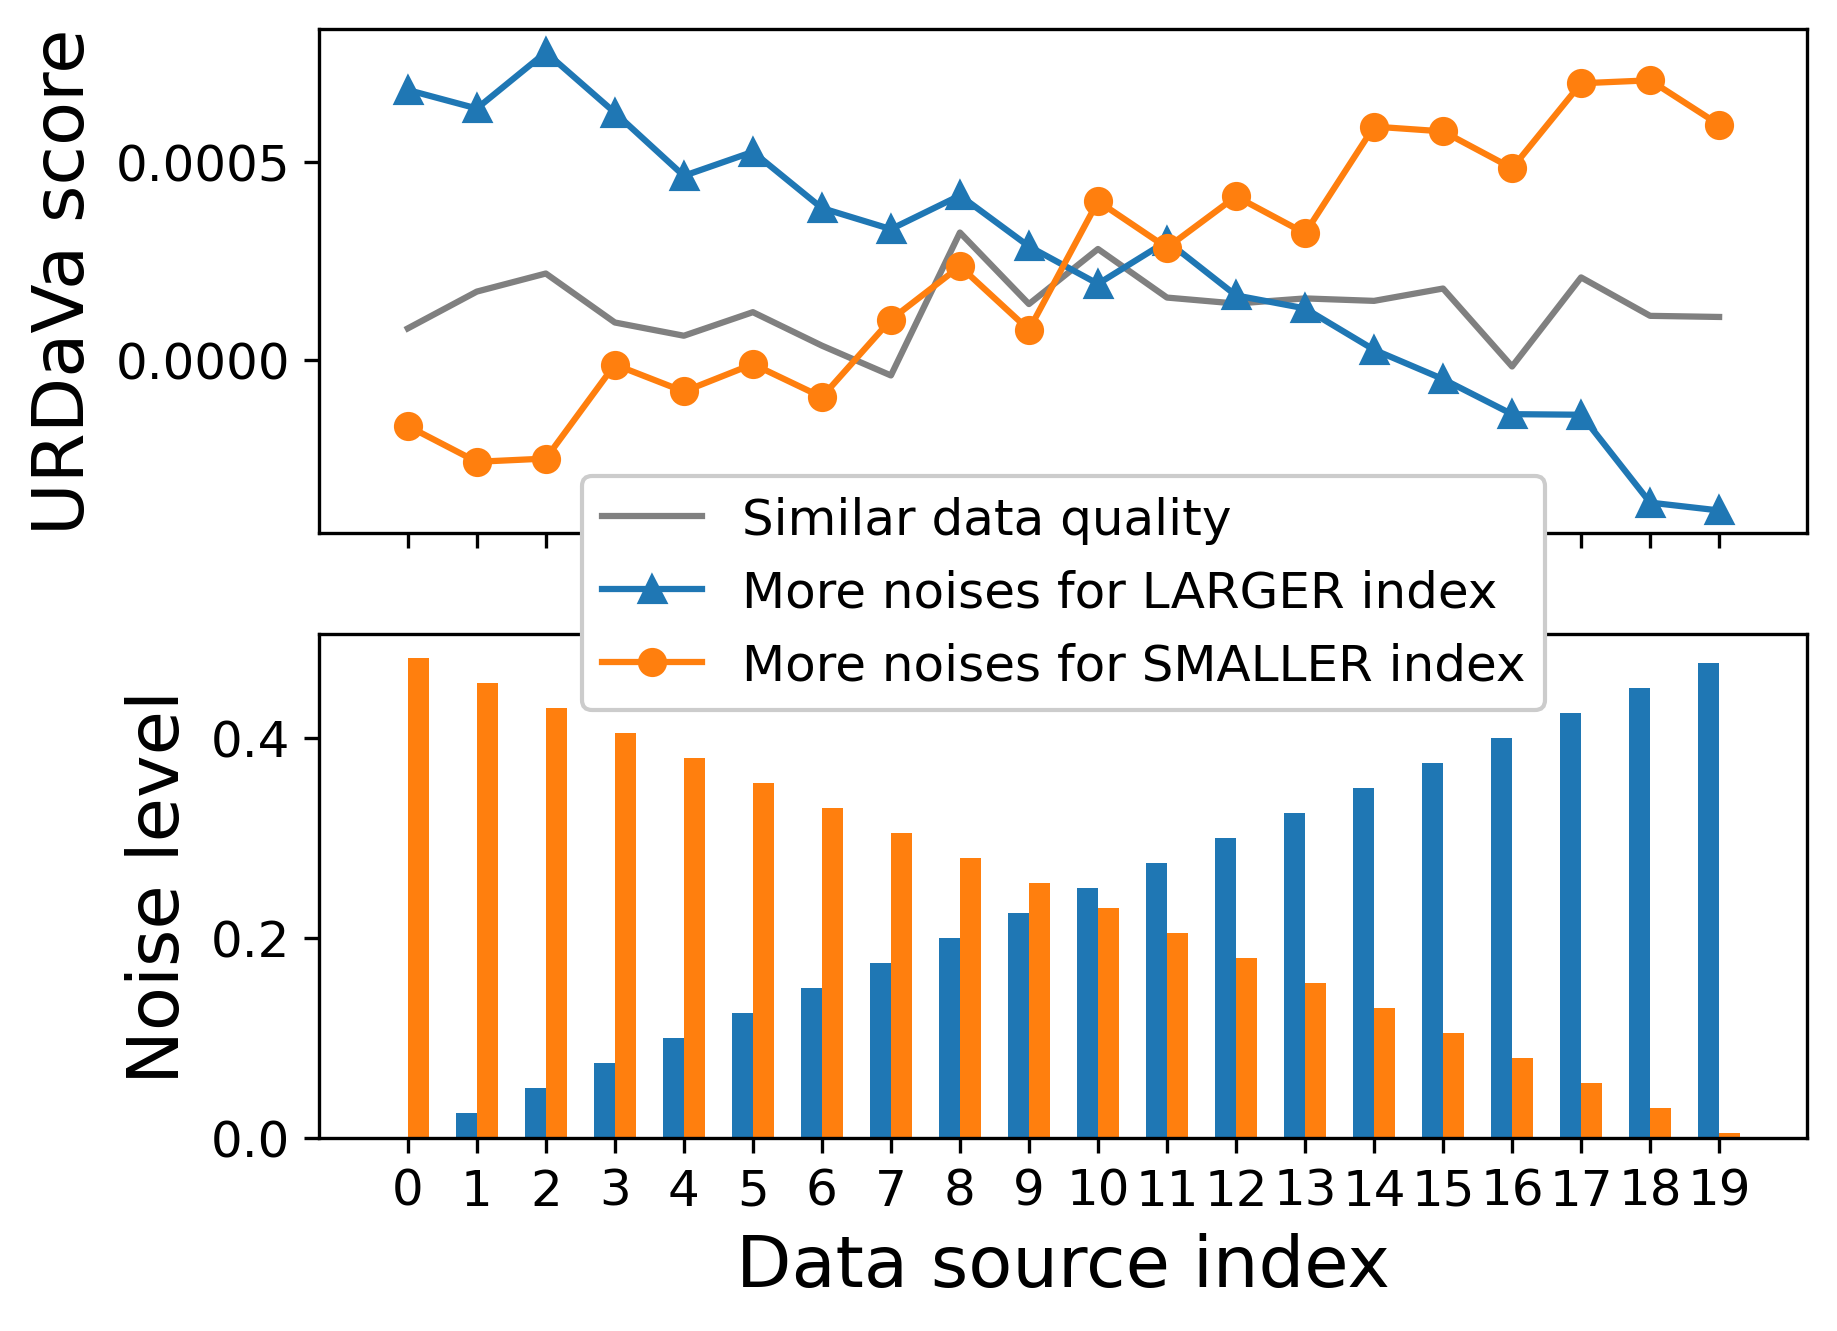 URDaVa score
0.0005
0.0000
Similar data quality
More noises for LARGER index
More noises for SMALLER index
Noise level
0.4
0.2
0.0
0 1 2 3 4 5 6 7 8 9 10 11 12 13 14 15 16 17 18 19
Data source index